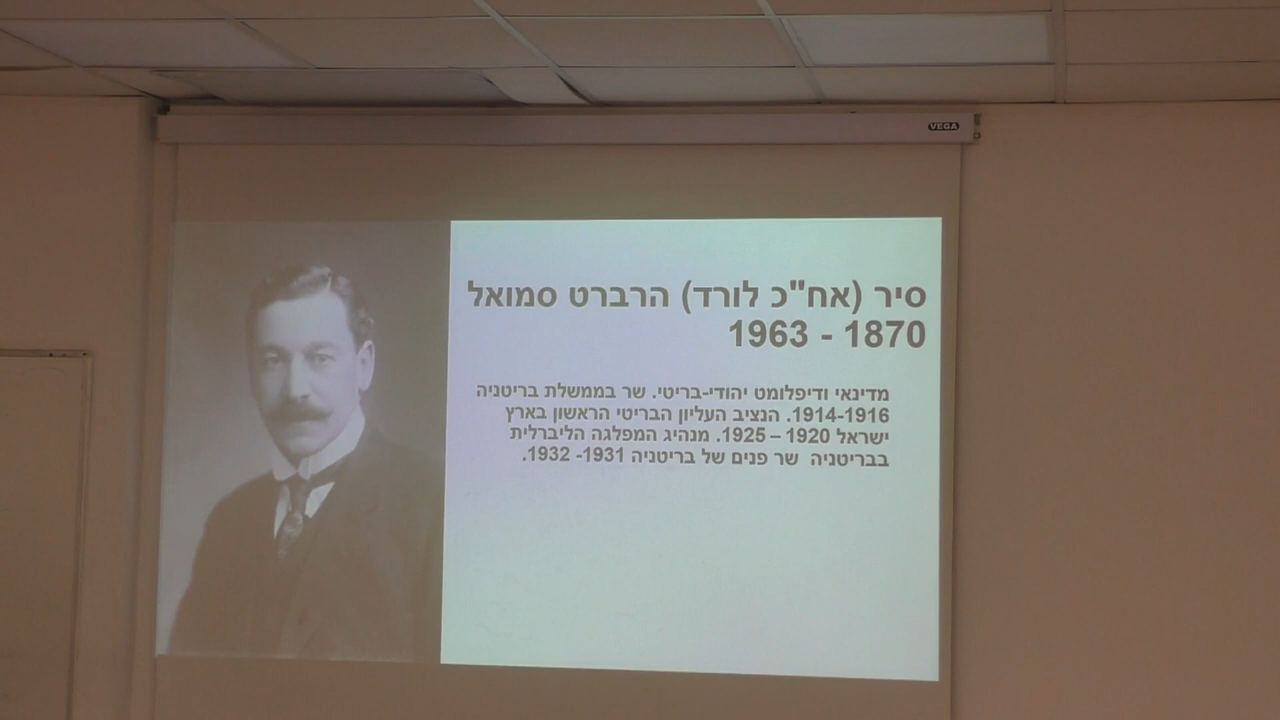 VEGA
סיר (אח"כ לורד) הרברט סמואל
1870 - 1963
מדינאי ודיפלומט יהודי-בריטי. שר בממשלת בריטניה
1914-1916. הנציב העליון הבריטי הראשון בארץ
ישראל 1920 – 1925. מנהיג המפלגה הליברלית
בבריטניה  שר פנים של בריטניה 1931- 1932.